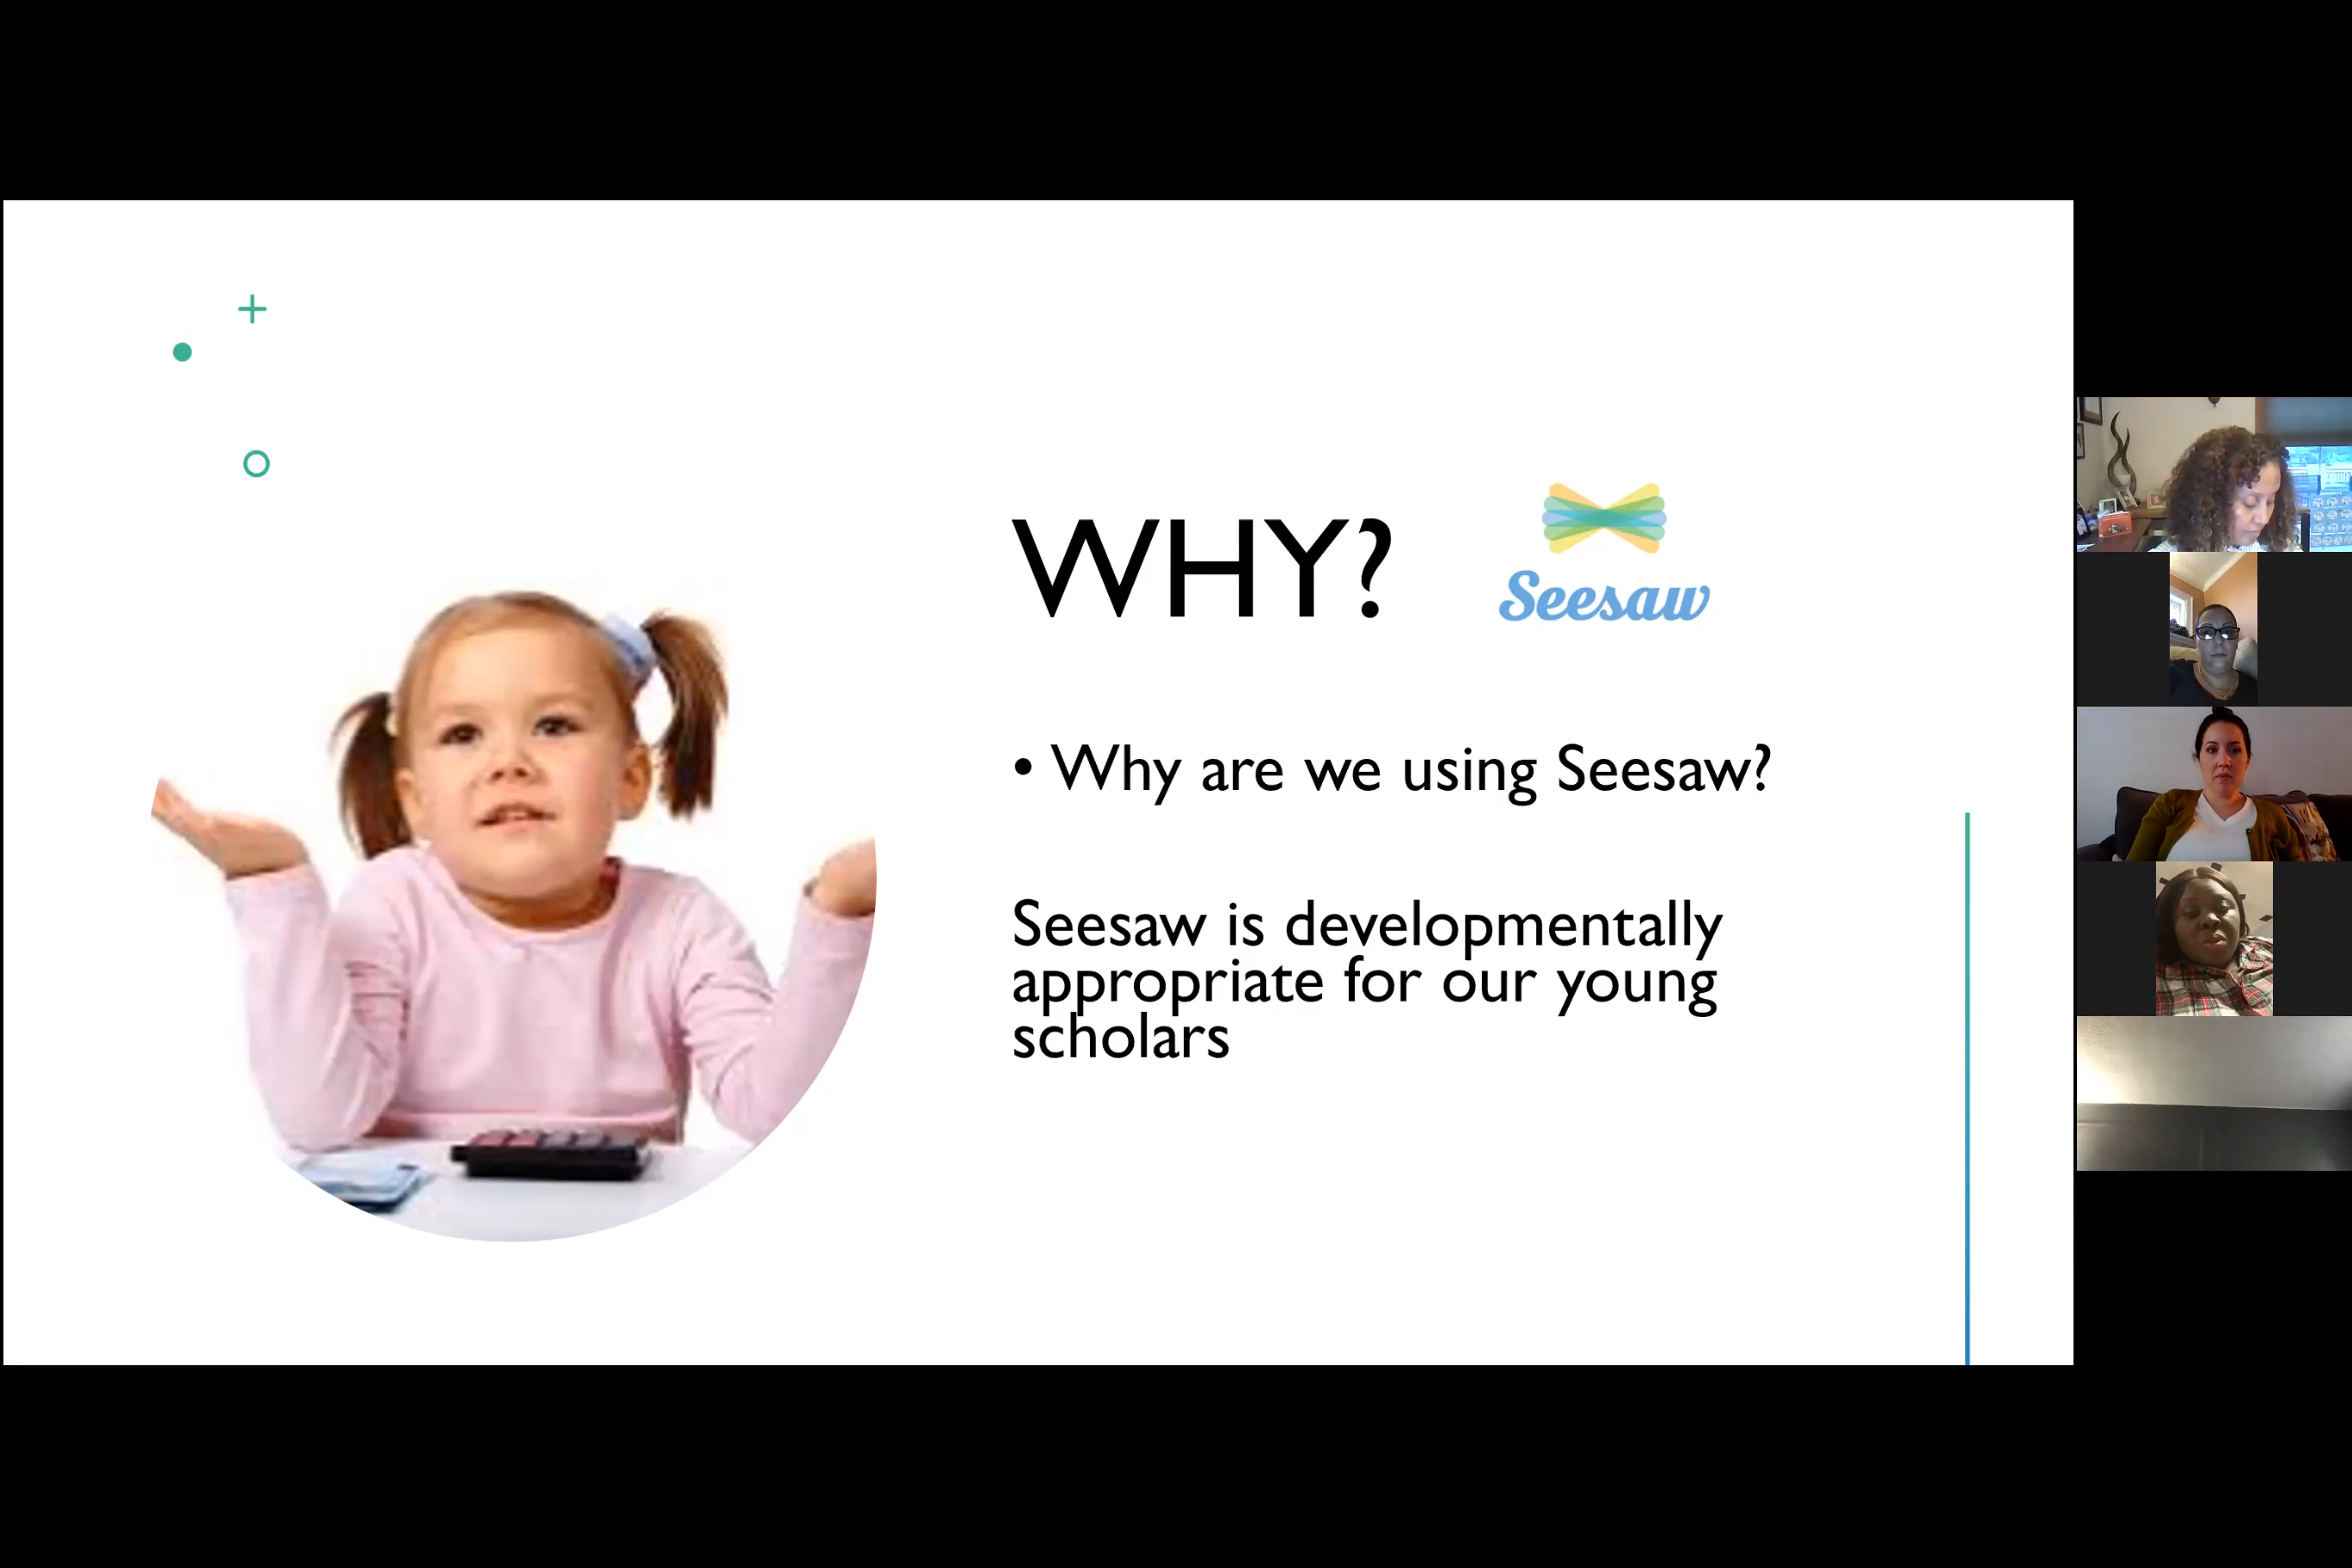 WHY?
Seesaw
• Why are we using Seesaw?
Seesaw is developmentally
appropriate for our young
scholars